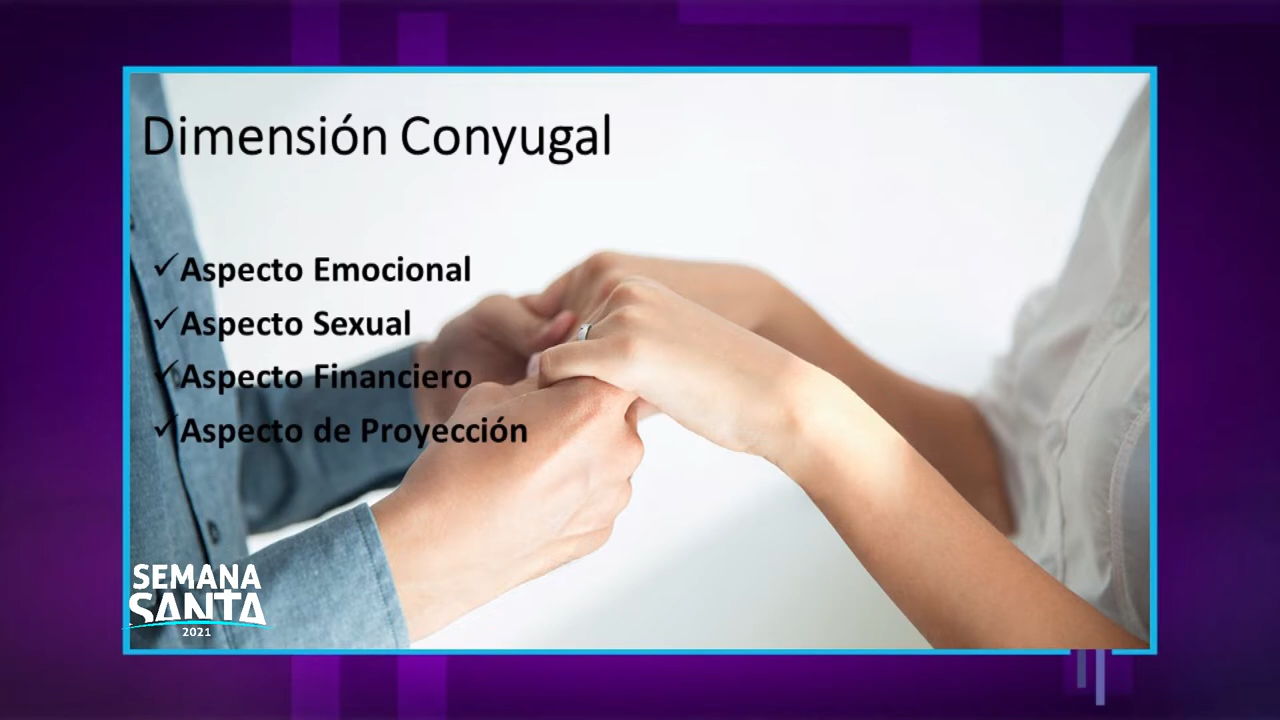 Dimensión Conyugal
✓Aspecto Emocional
✓Aspecto Sexual
✓Aspecto Financiero
✓Aspecto de Proyección
SEMANA
SANTA
2021